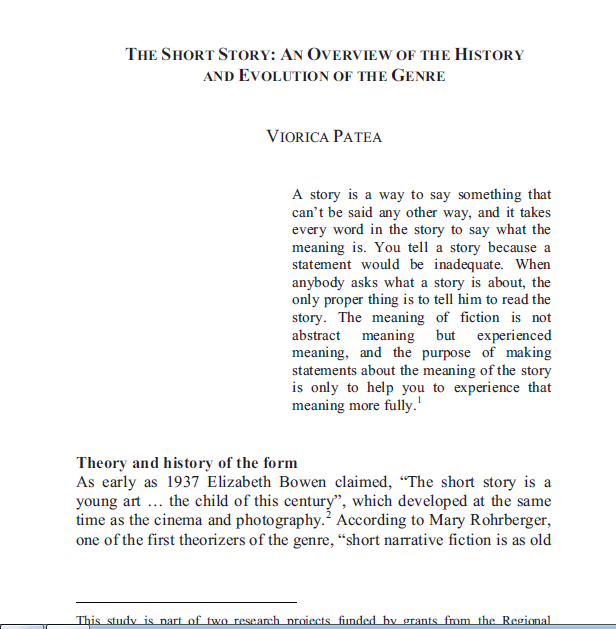 THE SHORT STORY: AN OVERVIEW OF THE HISTORY
AND EVOLUTION OF THE GENRE
VIORICA PATEA
A story is a way to say something that
can't be said any other way, and it takes
every word in the story to say what the
meaning is. You tell a story because a
statement would be inadequate. When
anybody asks what a story is about, the
only proper thing is to tell him to read the
story. The meaning of fiction is not
abstract meaning but experienced
meaning, and the purpose of making
statements about the meaning of the story
is only to help you to experience that
meaning more fully.¹
Theory and history of the form
As early as 1937 Elizabeth Bowen claimed, “The short story is a
young art … the child of this century”, which developed at the same
time as the cinema and photography.² According to Mary Rohrberger,
one of the first theorizers of the genre, “short narrative fiction is as old
This study is part of two research projects funded by grants from the Regional